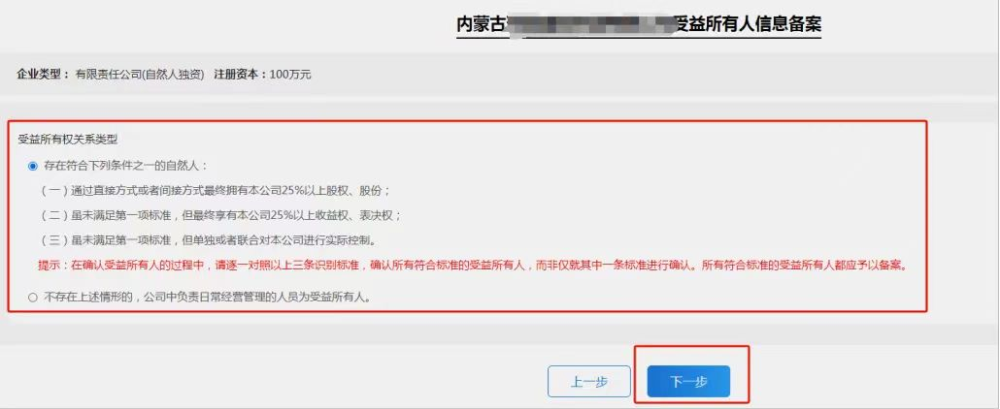 内蒙古 受益所有人信息备案
企业类型： 有限责任公司(自然人独资) 注册资本：100万元
受益所有权关系类型
存在符合下列条件之一的自然人：
（一）通过直接方式或者间接方式最终拥有本公司25%以上股权、股份；
（二）虽未满足第一项标准，但最终享有本公司25%以上收益权、表决权；
（三）虽未满足第一项标准，但单独或者联合对本公司进行实际控制。
提示：在确认受益所有人的过程中，请逐一对照以上三条识别标准，确认所有符合标准的受益所有人，而非仅就其中一条标准进行确认。所有符合标准的受益所有人都应予以备案。
不存在上述情形的，公司中负责日常经营管理的人员为受益所有人。
上一步 下一步